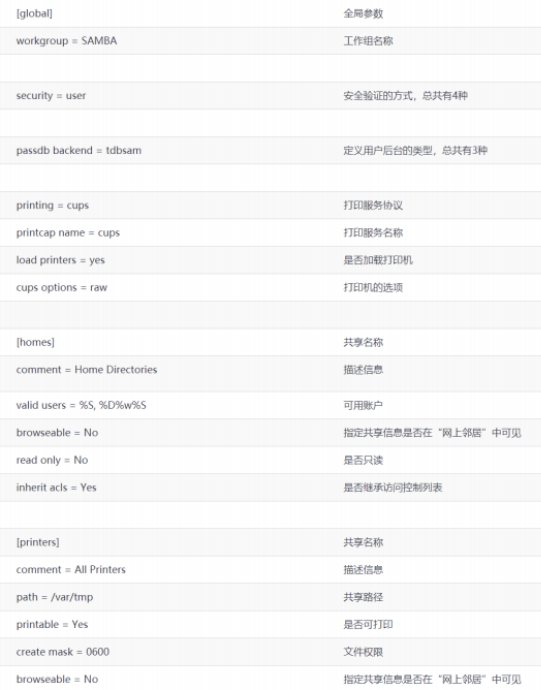 [global] 全局参数
workgroup = SAMBA 工作组名称
security = user 安全验证的方式，总共有4种
passdb backend = tdbsam 定义用户后台的类型，总共有3种
printing = cups 打印服务协议
printcap name = cups 打印服务名称
load printers = yes 是否加载打印机
cups options = raw 打印机的选项
[homes] 共享名称
comment = Home Directories 描述信息
valid users = %S, %D%w%S 可用账户
browseable = No 指定共享信息是否在“网上邻居”中可见
read only = No 是否只读
inherit acls = Yes 是否继承访问控制列表
[printers] 共享名称
comment = All Printers 描述信息
path = /var/tmp 共享路径
printable = Yes 是否可打印
create mask = 0600 文件权限
browseable = No 指定共享信息是否在“网上邻居”中可见